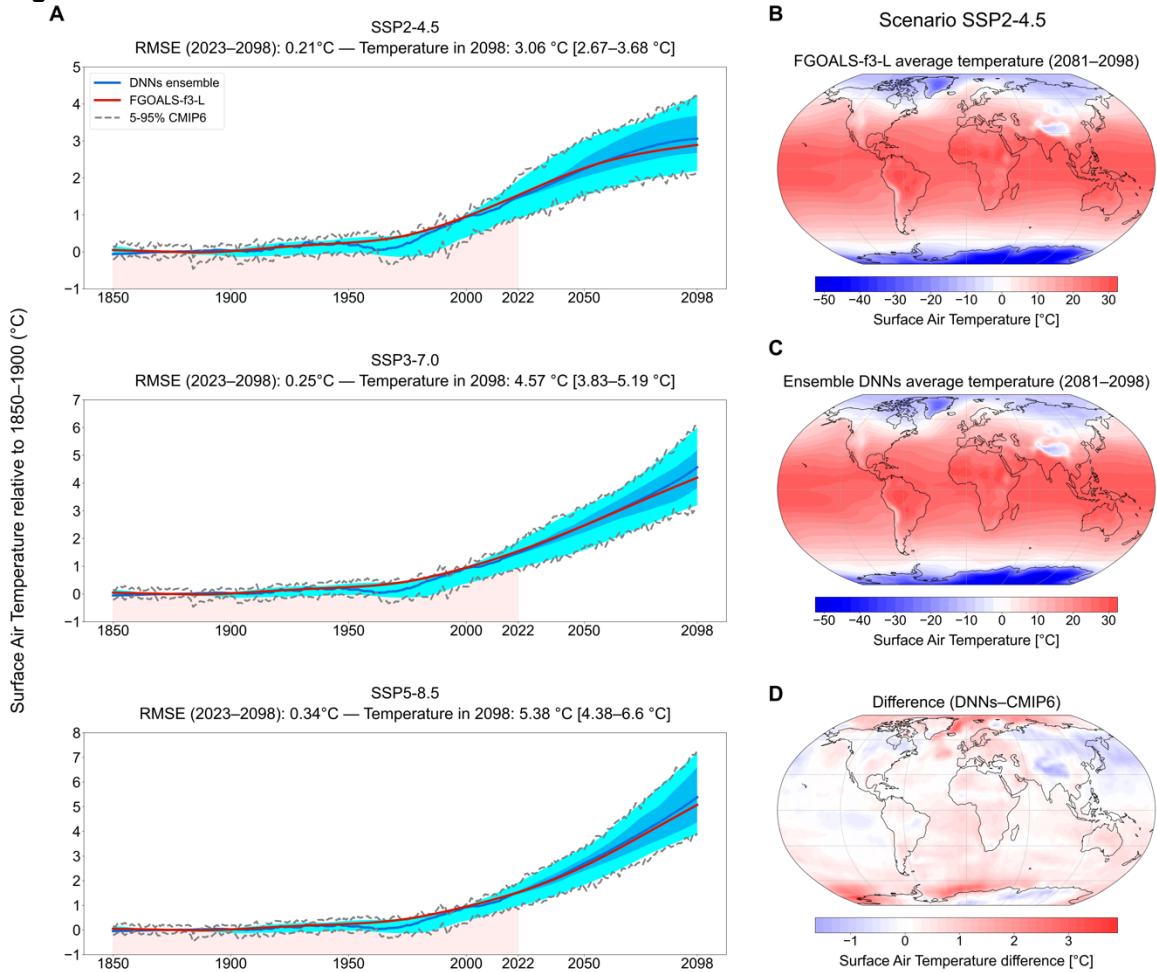 A
SSP2-4.5
RMSE (2023–2098): 0.21°C — Temperature in 2098: 3.06 °C [2.67–3.68 °C]
5
4
3
2
1
0
−1
DNNs ensemble
FGOALS-f3-L
5-95% CMIP6
1850 1900 1950 2000 2022 2050 2098
SSP3-7.0
RMSE (2023–2098): 0.25°C — Temperature in 2098: 4.57 °C [3.83–5.19 °C]
7
6
5
4
3
2
1
0
−1
1850 1900 1950 2000 2022 2050 2098
SSP5-8.5
RMSE (2023–2098): 0.34°C — Temperature in 2098: 5.38 °C [4.38–6.6 °C]
8
7
6
5
4
3
2
1
0
−1
1850 1900 1950 2000 2022 2050 2098
Surface Air Temperature relative to 1850–1900 (°C)
B
Scenario SSP2-4.5
FGOALS-f3-L average temperature (2081–2098)
−50 −40 −30 −20 −10 0 10 20 30
Surface Air Temperature [°C]
C
Ensemble DNNs average temperature (2081–2098)
−50 −40 −30 −20 −10 0 10 20 30
Surface Air Temperature [°C]
D
Difference (DNNs–CMIP6)
−1 0 1 2 3
Surface Air Temperature difference [°C]